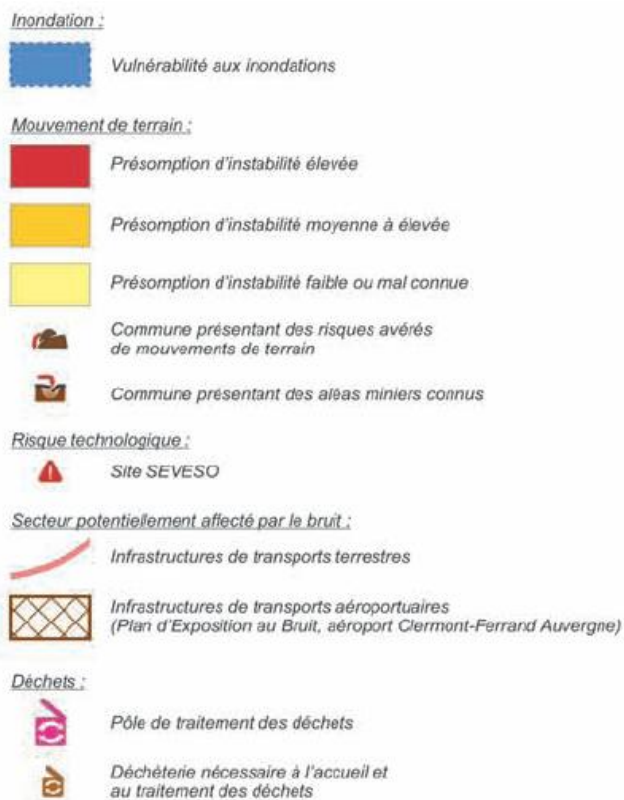 Inondation :
Vulnérabilité aux inondations
Mouvement de terrain :
Présomption d'instabilité élevée
Présomption d'instabilité moyenne à élevée
Présomption d'instabilité faible ou mal connue
Commune présentant des risques avérés
de mouvements de terrain
Commune présentant des aléas miniers connus
Risque technologique :
Site SEVESO
Secteur potentiellement affecté par le bruit :
Infrastructures de transports terrestres
Infrastructures de transports aéroportuaires
(Plan d'Exposition au Bruit, aéroport Clermont-Ferrand Auvergne)
Déchets :
Pôle de traitement des déchets
Déchèterie nécessaire à l'accueil et
au traitement des déchets